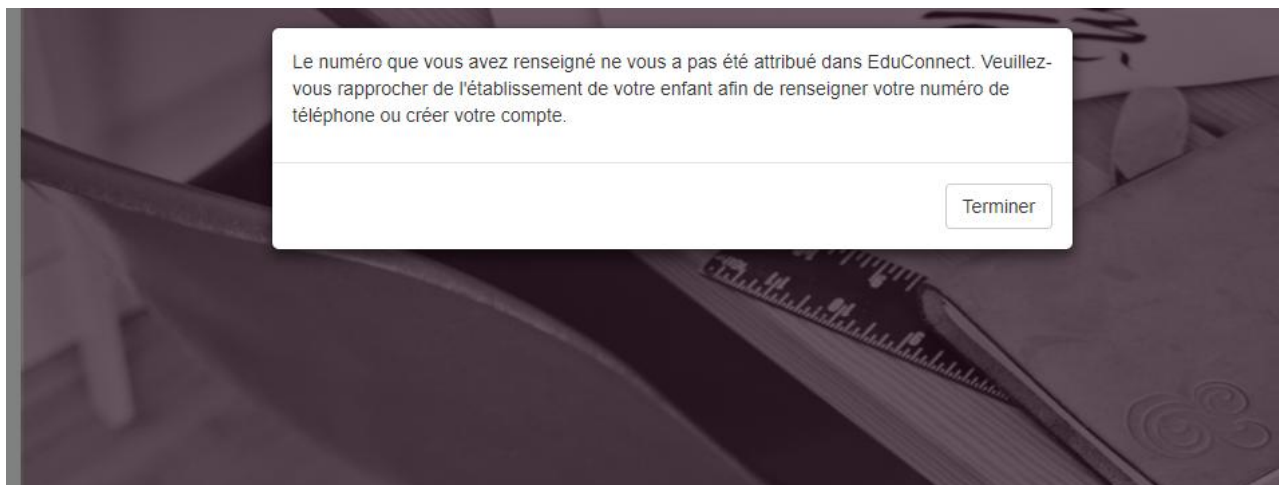 Le numéro que vous avez renseigné ne vous a pas été attribué dans EduConnect. Veuillez-
vous rapprocher de l'établissement de votre enfant afin de renseigner votre numéro de
téléphone ou créer votre compte.
Terminer